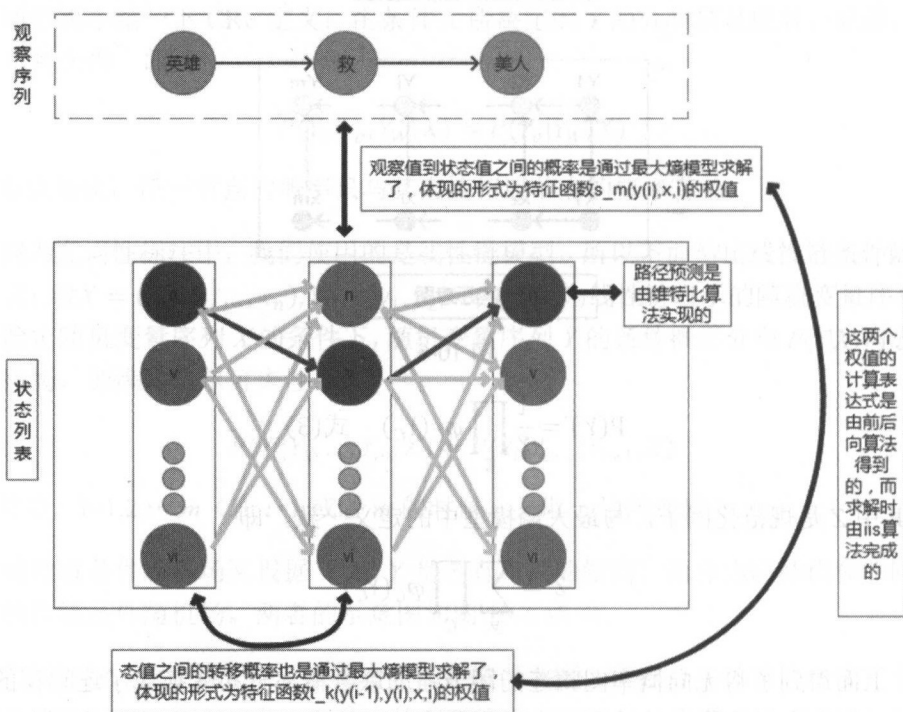 观察序列
英雄
救
美人
观察值到状态值之间的概率是通过最大熵模型求解
了，体现的形式为特征函数s_m(y(i),x,i)的权值
状态列表
n
v
v
vi
vi
vi
路径预测是
由维特比算
法实现的
这两个
权值的
计算表
达式是
由前后
向算法
得到
的，而
求解时
由iis算
法完成
的
态值之间的转移概率也是通过最大熵模型求解了，
体现的形式为特征函数t_k(y(i-1),y(i),x,i)的权值